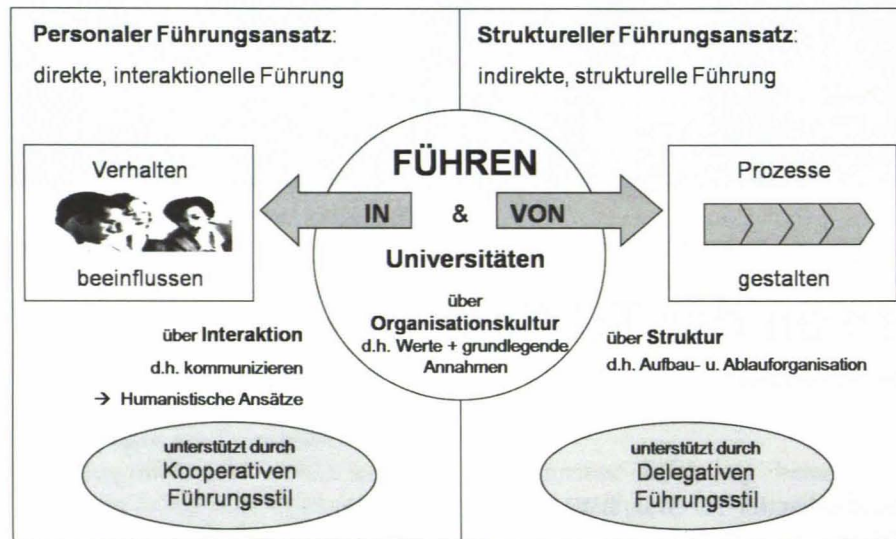 Personaler Führungsansatz:
direkte, interaktionelle Führung
Struktureller Führungsansatz:
indirekte, strukturelle Führung
Verhalten
beeinflussen
FÜHREN
IN & VON
Universitäten
über
Organisationskultur
d.h. Werte + grundlegende
Annahmen
Prozesse
gestalten
über Interaktion
d.h. kommunizieren
→ Humanistische Ansätze
über Struktur
d.h. Aufbau- u. Ablauforganisation
unterstützt durch
Kooperativen
Führungsstil
unterstützt durch
Delegativen
Führungsstil